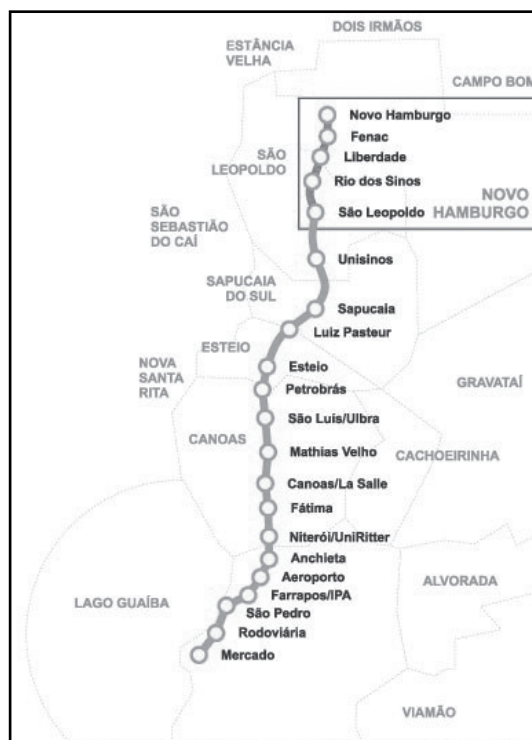 DOIS IRMÃOS
ESTÂNCIA
VELHA
CAMPO BOM
Novo Hamburgo
Fenac
Liberdade
SÃO
LEOPOLDO
Rio dos Sinos
NOVO
HAMBURGO
São Leopoldo
SÃO
SEBASTIÃO
DO CAÍ
Unisinos
SAPUCAIA
DO SUL
Sapucaia
Luiz Pasteur
ESTEIO
NOVA
SANTA
RITA
Esteio
Petrobrás
GRAVATAÍ
São Luis/Ulbra
CANOAS
Mathias Velho
CACHOEIRINHA
Canoas/La Salle
Fátima
Niterói/UniRitter
Anchieta
Aeroporto
ALVORADA
Farrapos/IPA
LAGO GUAÍBA
São Pedro
Rodoviária
Mercado
VIAMÃO